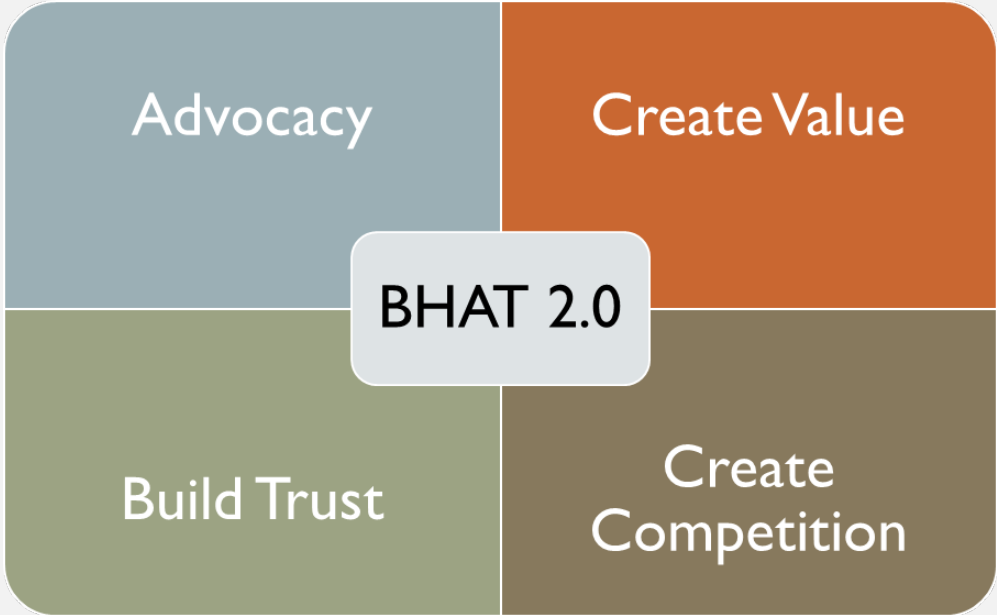 Advocacy
Create Value
BHAT 2.0
Build Trust
Create
Competition